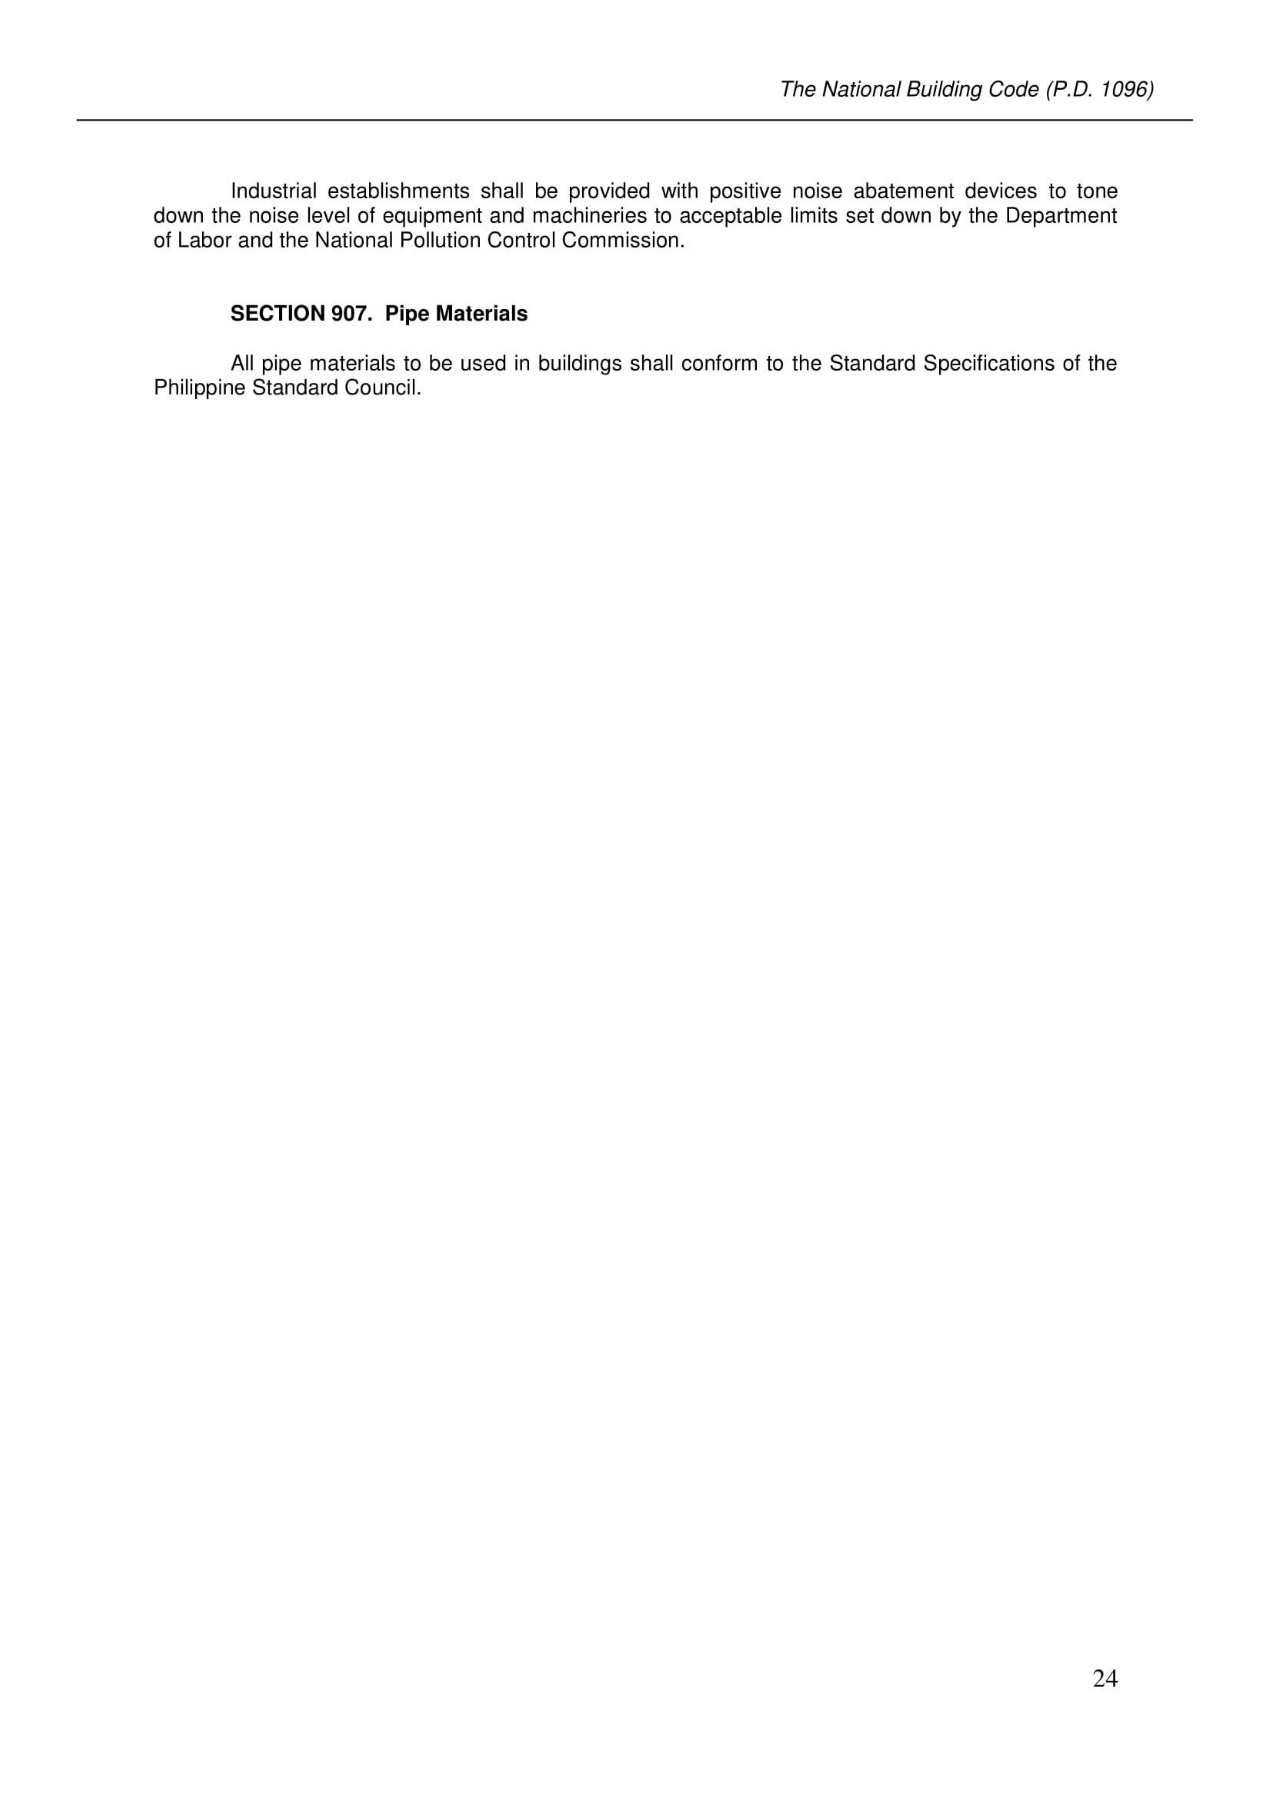 The National Building Code (P.D. 1096)
Industrial establishments shall be provided with positive noise abatement devices to tone
down the noise level of equipment and machineries to acceptable limits set down by the Department
of Labor and the National Pollution Control Commission.
SECTION 907. Pipe Materials
All pipe materials to be used in buildings shall conform to the Standard Specifications of the
Philippine Standard Council.
24